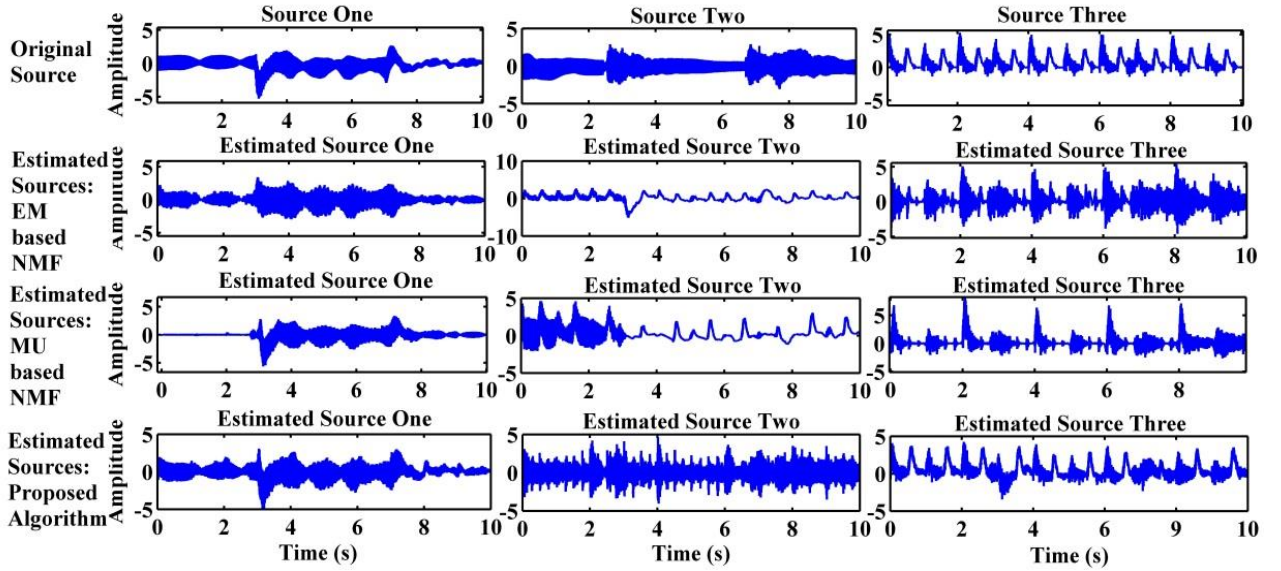 Source One Source Two Source Three
Original
Source
Amplitude
5 0 -5
5 0 -5
5 0 -5
0 2 4 6 8 10
0 2 4 6 8 10
2 4 6 8 10
Estimated Source One Estimated Source Two Estimated Source Three
Estimated
Sources:
EM
based
NMF
Amplitude
5 0 -5
10 0 -10
5 0 -5
0 2 4 6 8 10
0 2 4 6 8 10
2 4 6 8 10
Estimated Source One Estimated Source Two Estimated Source Three
Estimated
Sources:
MU
based
NMF
Amplitude
5 0 -5
5 0 -5
5 0 -5
0 2 4 6 8 10
0 2 4 6 8 10
0 2 4 6 8
Estimated Source One Estimated Source Two Estimated Source Three
Estimated
Sources:
Proposed
Algorithm
Amplitude
5 0 -5
5 0 -5
5 0 -5
0 2 4 6 8 10
0 2 4 6 8 10
0 2 4 6 9 10
Time (s) Time (s) Time (s)